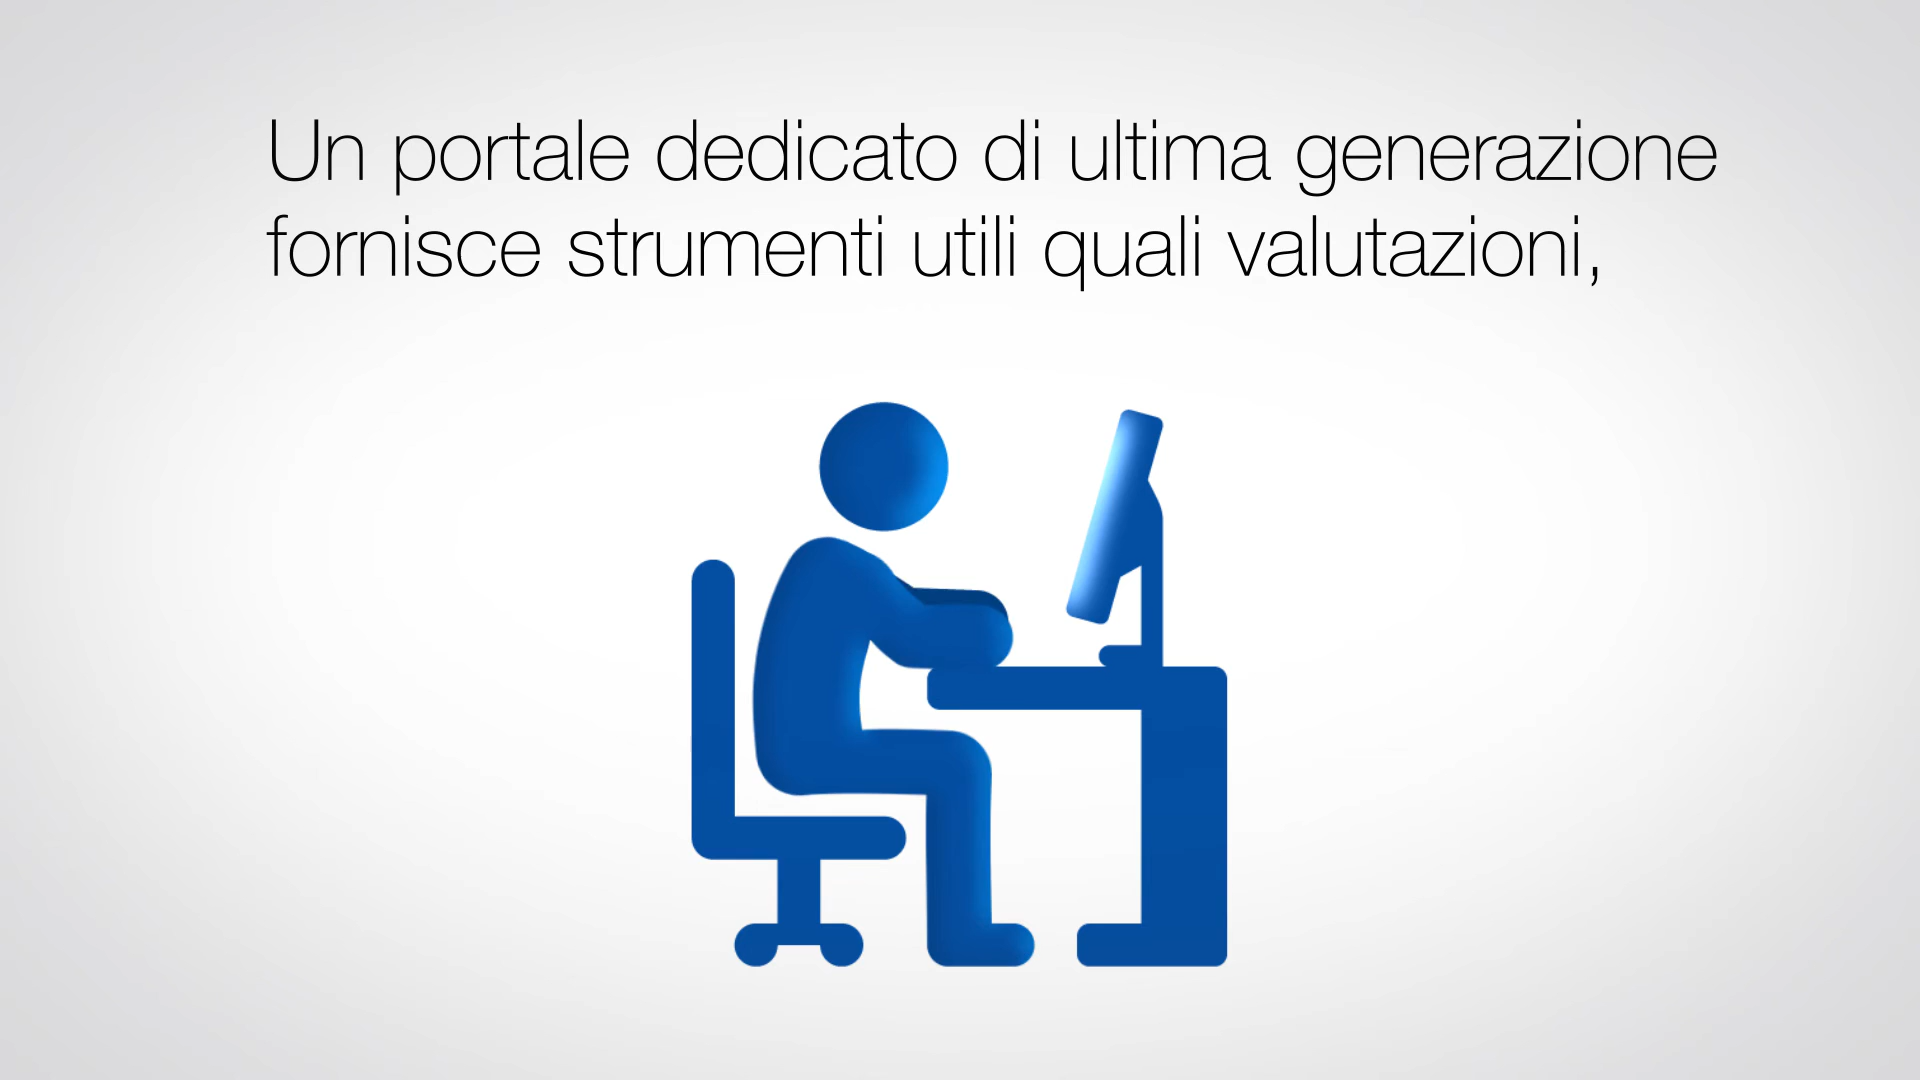 Un portale dedicato di ultima generazione
fornisce strumenti utili quali valutazioni,